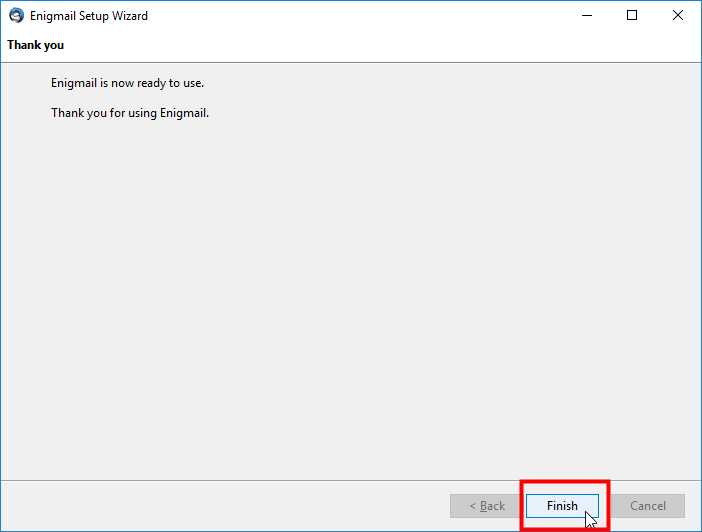 Enigmail Setup Wizard
Thank you
Enigmail is now ready to use.
Thank you for using Enigmail.
< Back
Finish
Cancel